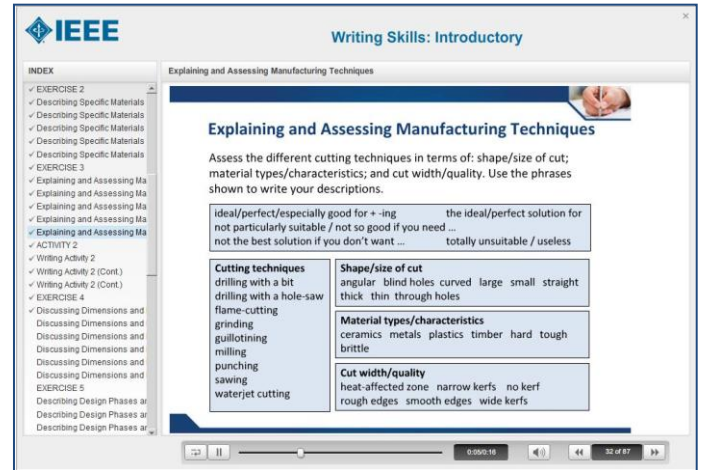 IEEE
Writing Skills: Introductory
×
INDEX
Explaining and Assessing Manufacturing Techniques
✓ EXERCISE 2
✓ Describing Specific Materials
✓ Describing Specific Materials
✓ Describing Specific Materials
✓ Describing Specific Materials
✓ Describing Specific Materials
✓ EXERCISE 3
✓ Explaining and Assessing Ma
✓ Explaining and Assessing Ma
✓ Explaining and Assessing Ma
✓ Explaining and Assessing Ma
✓ Explaining and Assessing Ma
✓ ACTIVITY 2
✓ Writing Activity 2
✓ Writing Activity 2 (Cont.)
✓ Writing Activity 2 (Cont.)
✓ EXERCISE 4
✓ Discussing Dimensions and
Discussing Dimensions and
Discussing Dimensions and
Discussing Dimensions and
Discussing Dimensions and
Discussing Dimensions and
EXERCISE 5
Describing Design Phases ar
Describing Design Phases ar
Describing Design Phases ar
Explaining and Assessing Manufacturing Techniques
Assess the different cutting techniques in terms of: shape/size of cut;
material types/characteristics; and cut width/quality. Use the phrases
shown to write your descriptions.
ideal/perfect/especially good for + -ing the ideal/perfect solution for
not particularly suitable / not so good if you need ...
not the best solution if you don't want ... totally unsuitable / useless
Cutting techniques
drilling with a bit
drilling with a hole-saw
flame-cutting
grinding
guillotining
milling
punching
sawing
waterjet cutting
Shape/size of cut
angular blind holes curved large small straight
thick thin through holes
Material types/characteristics
ceramics metals plastics timber hard tough
brittle
Cut width/quality
heat-affected zone narrow kerfs no kerf
rough edges smooth edges wide kerfs
0:05/0:16
32 of 87